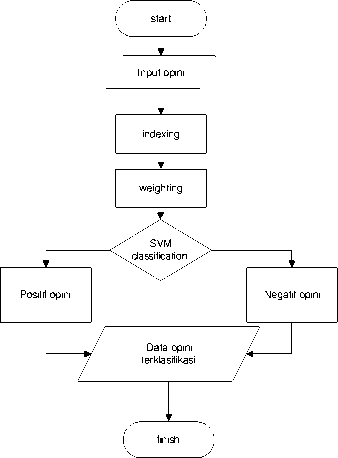 start
Input opini
indexing
weighting
SVM
classification
Positif opini
Negatif opini
Data opini
terklasifikasi
finish